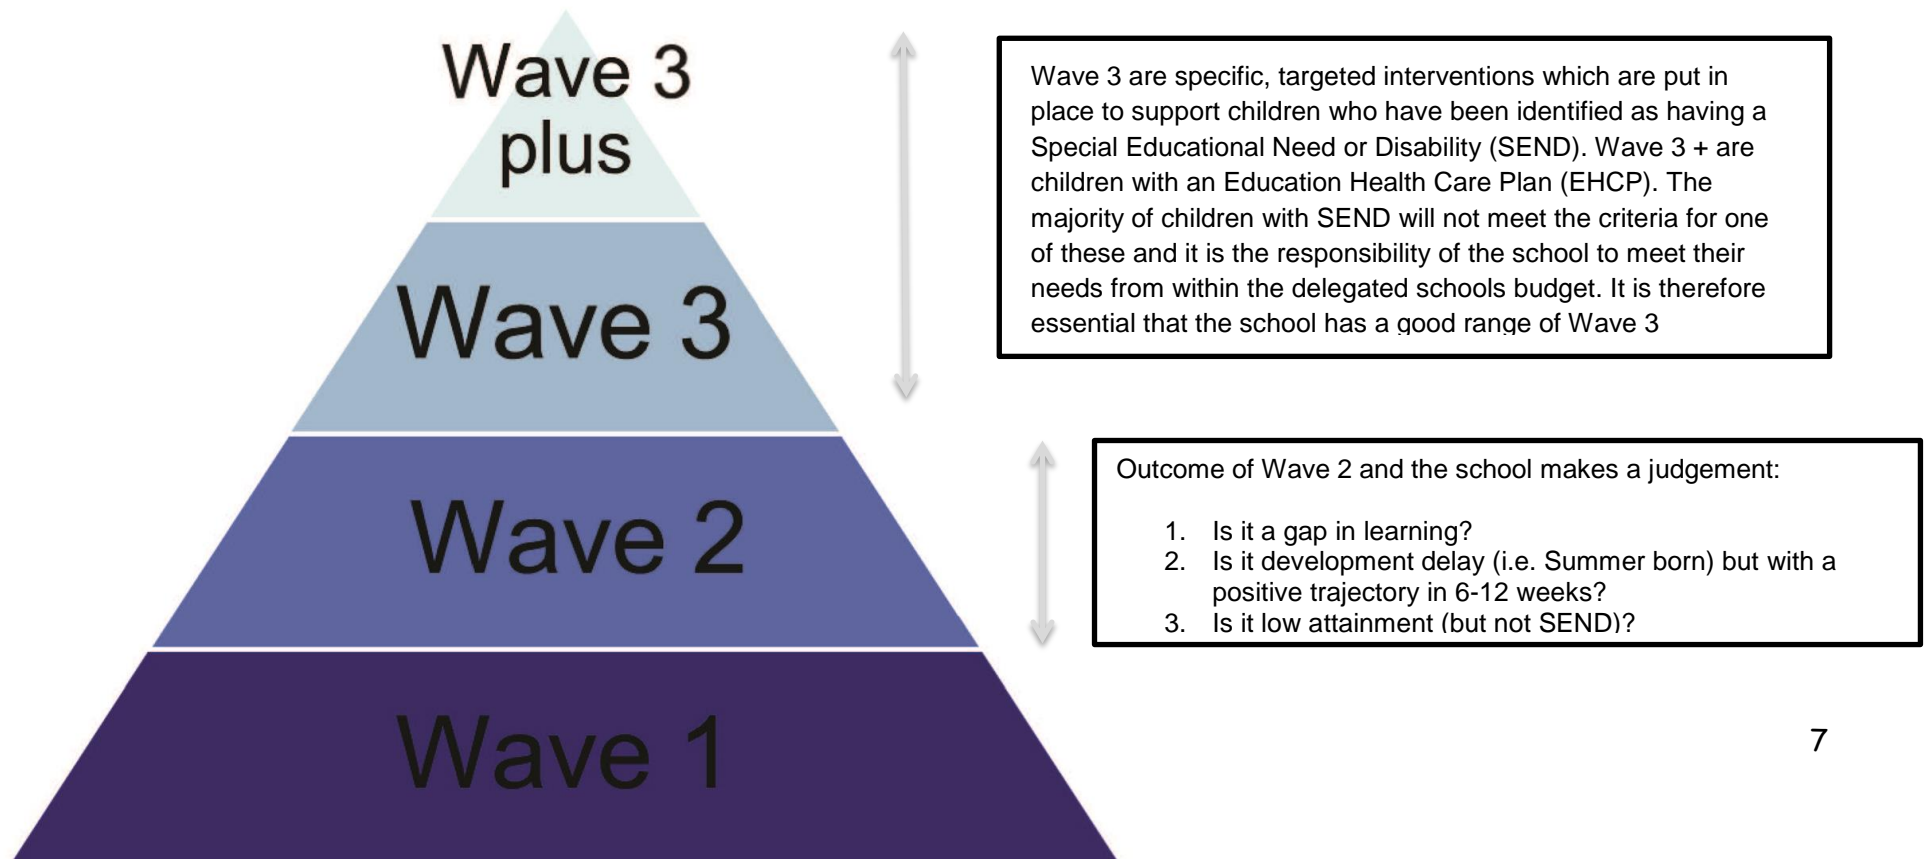 Wave 3
plus
Wave 3
Wave 2
Wave 1
Wave 3 are specific, targeted interventions which are put in
place to support children who have been identified as having a
Special Educational Need or Disability (SEND). Wave 3 + are
children with an Education Health Care Plan (EHCP). The
majority of children with SEND will not meet the criteria for one
of these and it is the responsibility of the school to meet their
needs from within the delegated schools budget. It is therefore
essential that the school has a good range of Wave 3
Outcome of Wave 2 and the school makes a judgement:
1. Is it a gap in learning?
2. Is it development delay (i.e. Summer born) but with a
positive trajectory in 6-12 weeks?
3. Is it low attainment (but not SEND)?
7